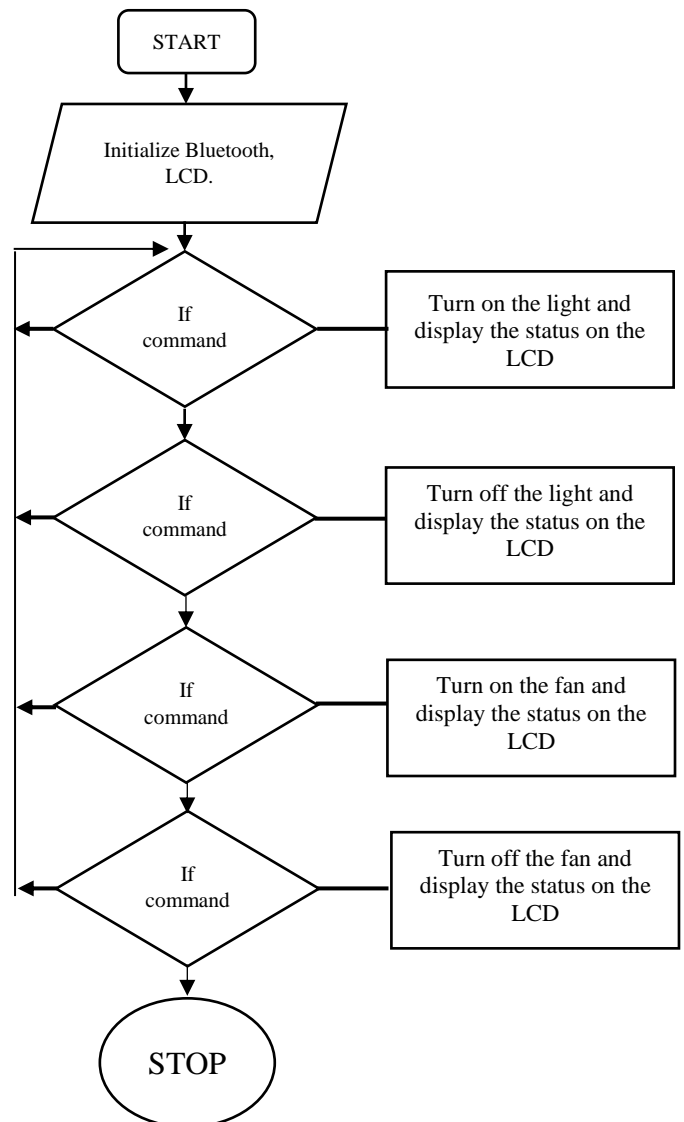 START
Initialize Bluetooth,
LCD.
If
command
Turn on the light and
display the status on the
LCD
If
command
Turn off the light and
display the status on the
LCD
If
command
Turn on the fan and
display the status on the
LCD
If
command
Turn off the fan and
display the status on the
LCD
STOP